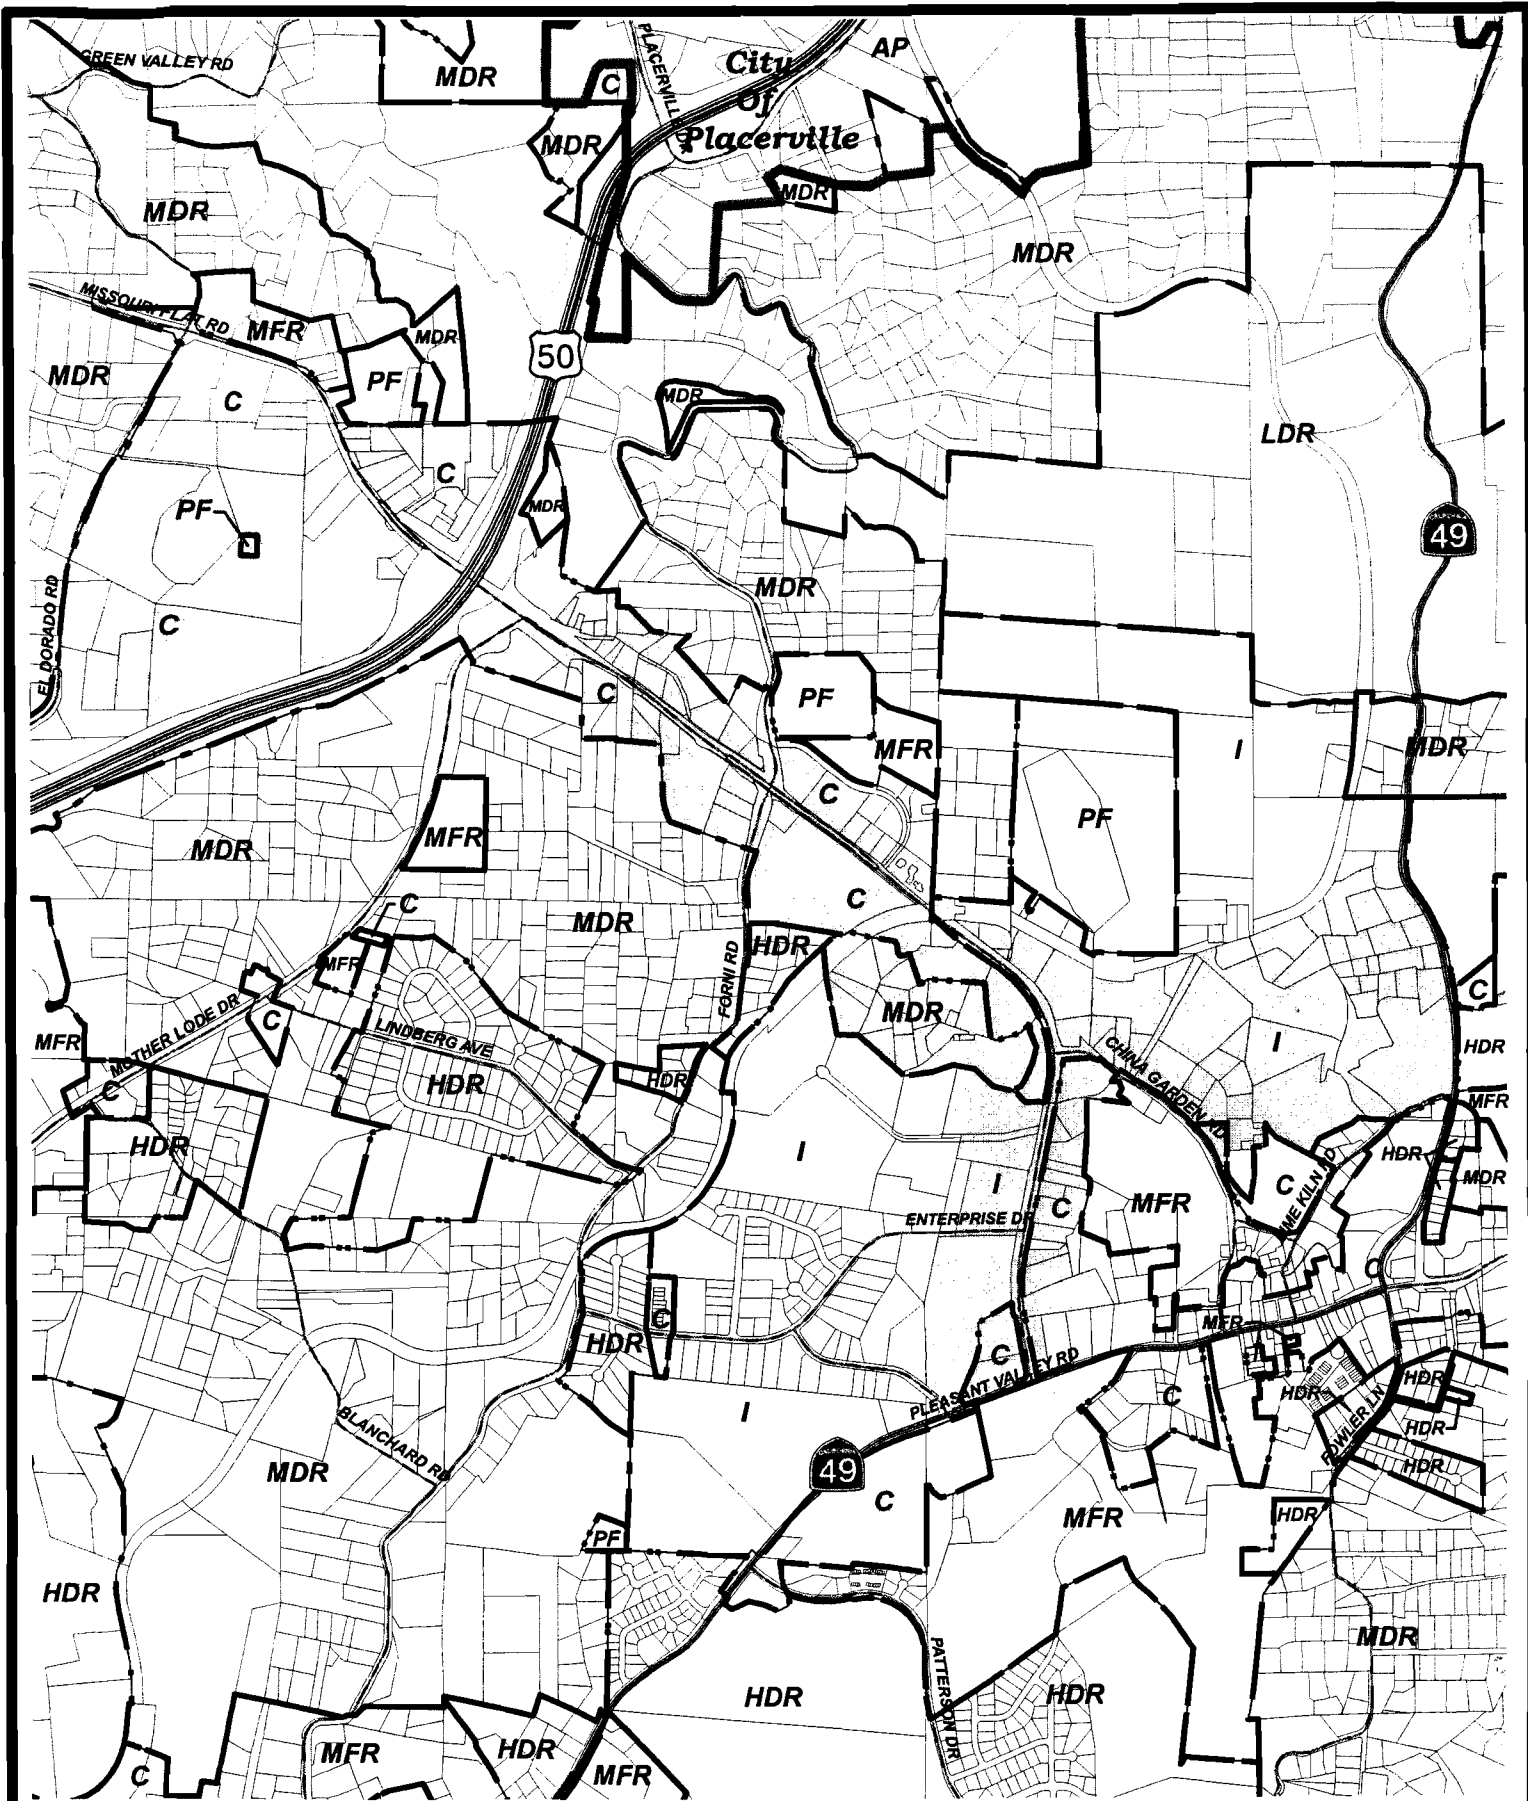 GREEN VALLEY RD
MDR
C
PLACERVILLE
City
Of
Placerville
AP
MDR
MDR
MDR
MDR
MISSOURI FLAT RD
MFR
MDR
50
MDR
PF
MDR
C
MDR
LDR
C
PF
MDR
49
EL DORADO RD
C
MDR
C
PF
MFR
I
MDR
C
PF
MFR
MDR
C
C
MDR
HDR
FORNI RD
MFR
MOTHER LODE DR
C
MDR
C
MFR
LINDBERG AVE
HDR
HDR
CHINA GARDEN RD
I
HDR
C
MFR
HDR
I
I
C
MFR
C
LIME KILN RD
HDR
MDR
ENTERPRISE DR
C
C
HDR
MFR
C
PLEASANT VALLEY RD
C
HDR
HDR
HDR
FOWLER LN
HDR
BLANCHARD RD
MDR
I
49
C
MFR
HDR
PF
HDR
MDR
PATTERSON DR
HDR
HDR
MFR
HDR
MFR
C